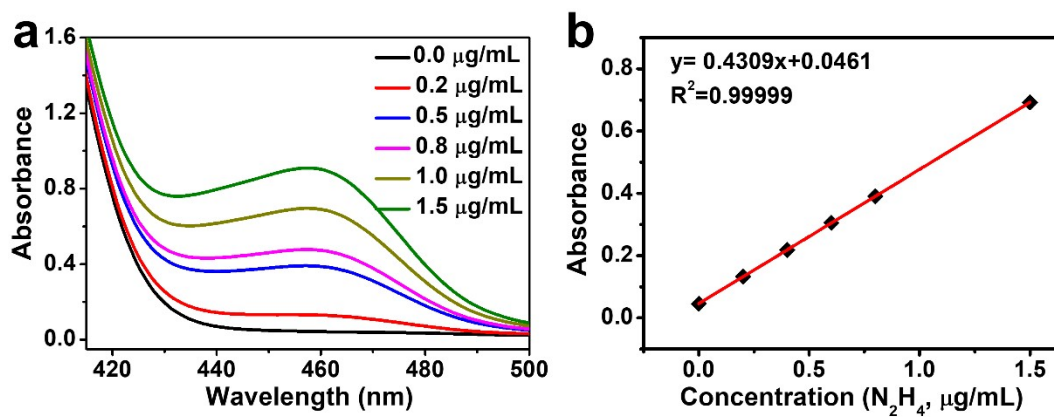 a
1.6
1.2
0.8
0.4
0.0
Absorbance
0.0 μg/mL
0.2 μg/mL
0.5 μg/mL
0.8 μg/mL
1.0 μg/mL
1.5 μg/mL
420 440 460 480 500
Wavelength (nm)
b
0.8
0.6
0.4
0.2
0.0
Absorbance
y= 0.4309x+0.0461
R²=0.99999
0.0 0.5 1.0 1.5
Concentration (N₂H₄, μg/mL)